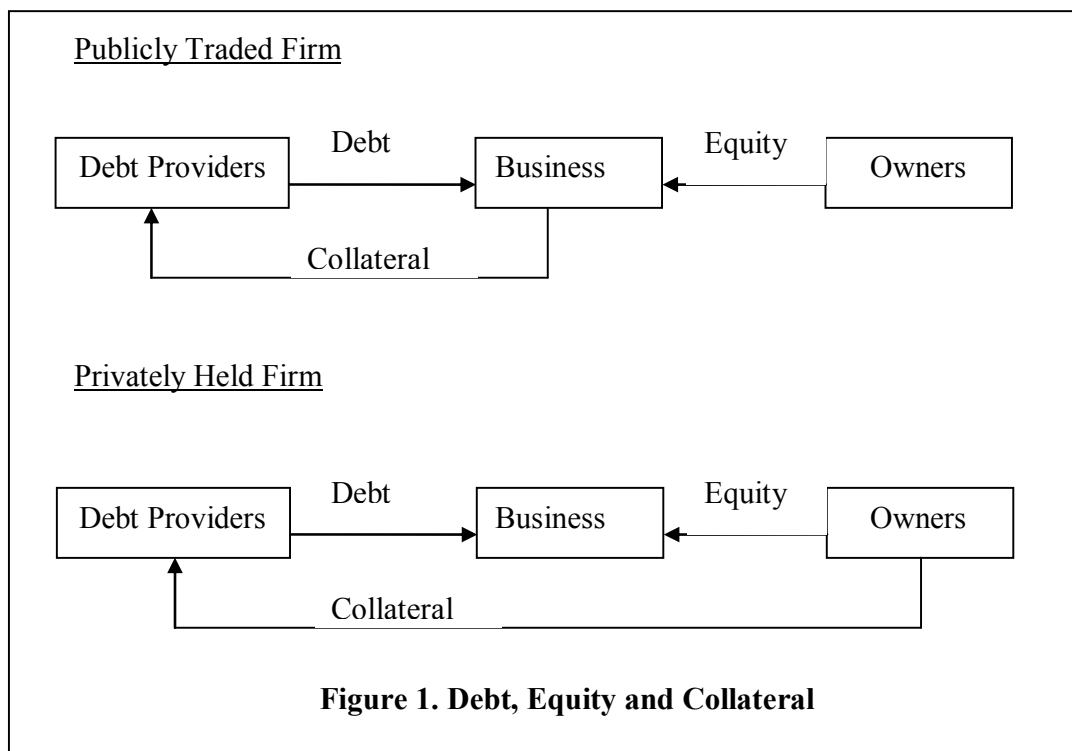 Publicly Traded Firm
Debt
Equity
Debt Providers
Business
Owners
Collateral
Privately Held Firm
Debt
Equity
Debt Providers
Business
Owners
Collateral
Figure 1. Debt, Equity and Collateral